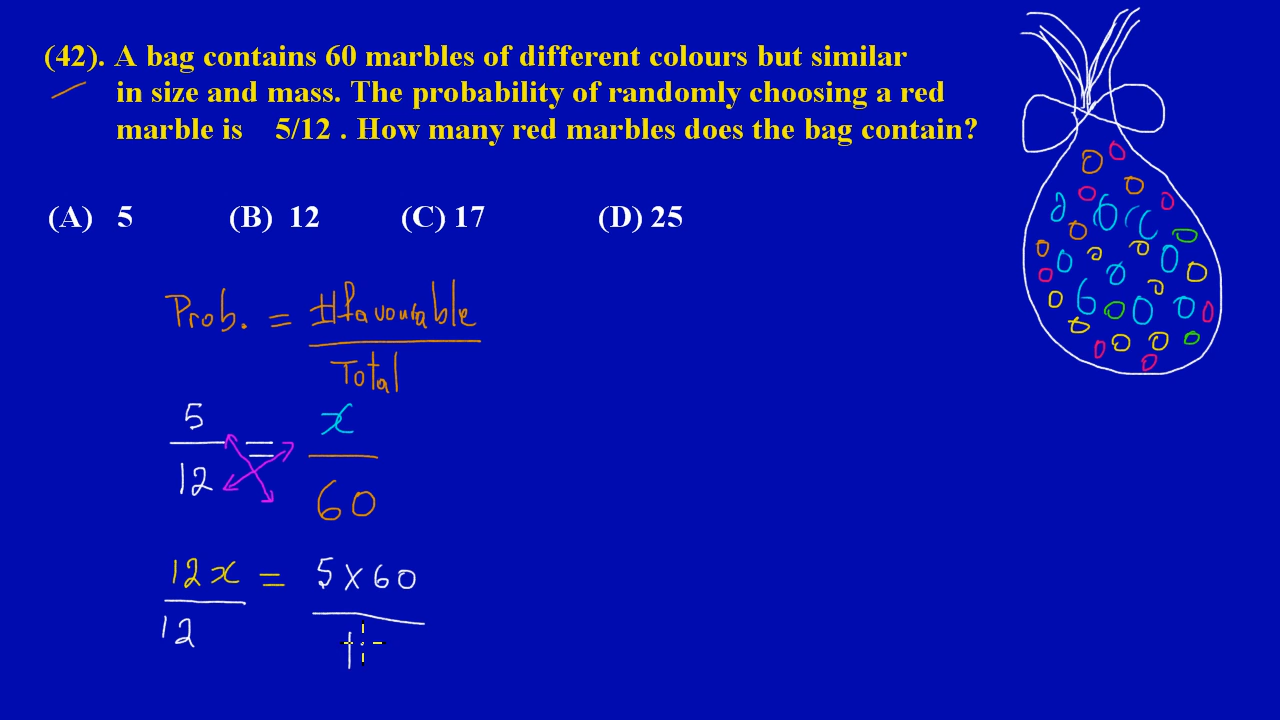 (42). A bag contains 60 marbles of different colours but similar
in size and mass. The probability of randomly choosing a red
marble is 5/12 . How many red marbles does the bag contain?
(A) 5 (B) 12 (C) 17 (D) 25
Prob. = #favourable
Total
5 = x
12 60
12x = 5 x 60
12